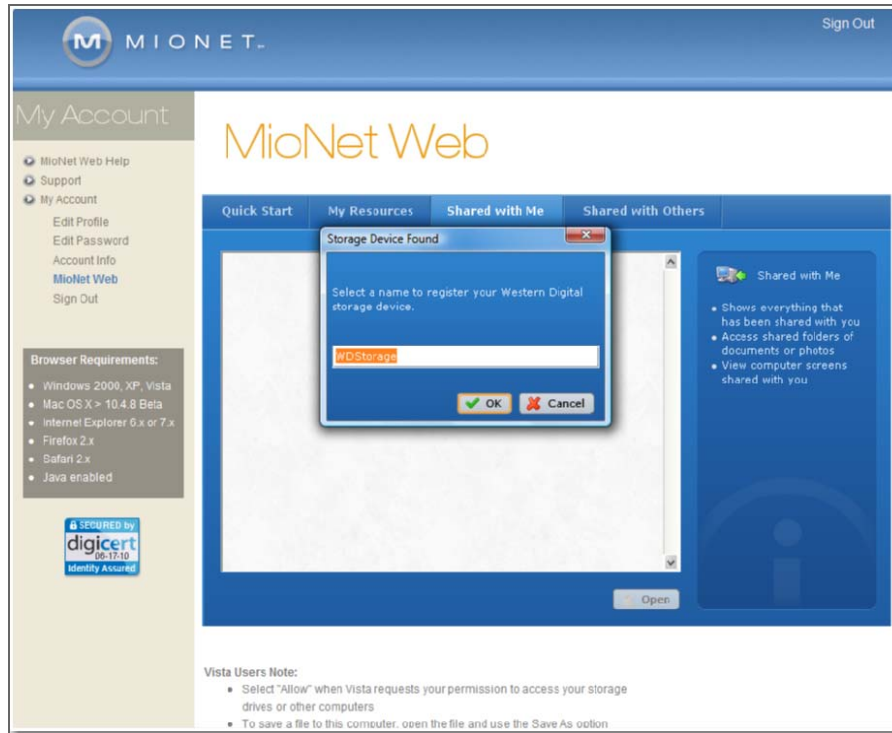 MIONET
Sign Out
My Account
MioNet Web Help
Support
My Account
Edit Profile
Edit Password
Account Info
MioNet Web
Sign Out
Browser Requirements:
Windows 2000, XP, Vista
Mac OS X > 10.4.8 Beta
Internet Explorer 6.x or 7.x
Firefox 2.x
Safari 2.x
Java enabled
SECURED by
digicert
06-17-10
Identity Assured
MioNet Web
Quick Start
My Resources
Shared with Me
Shared with Others
Storage Device Found
Select a name to register your Western Digital
storage device.
WDStorage
OK
Cancel
Shared with Me
Shows everything that
has been shared with you
Access shared folders of
documents or photos
View computer screens
shared with you
Open
Vista Users Note:
Select "Allow" when Vista requests your permission to access your storage
drives or other computers
To save a file to this computer, open the file and use the Save As option